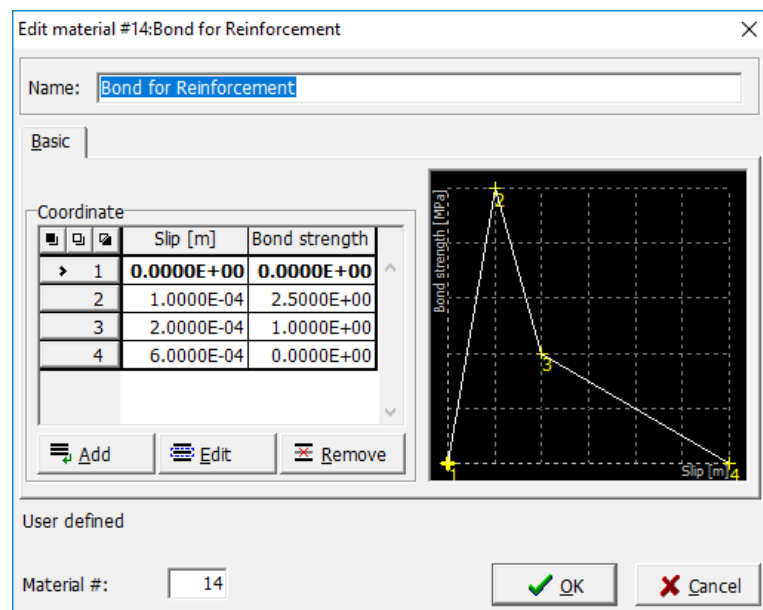 Edit material #14:Bond for Reinforcement
Name: Bond for Reinforcement
Basic
Coordinate
Slip [m] Bond strength
1 0.0000E+00 0.0000E+00
2 1.0000E-04 2.5000E+00
3 2.0000E-04 1.0000E+00
4 6.0000E-04 0.0000E+00
Add Edit Remove
Bond strength [MPa]
2
3
1
Slip [m]
4
User defined
Material #: 14
OK Cancel